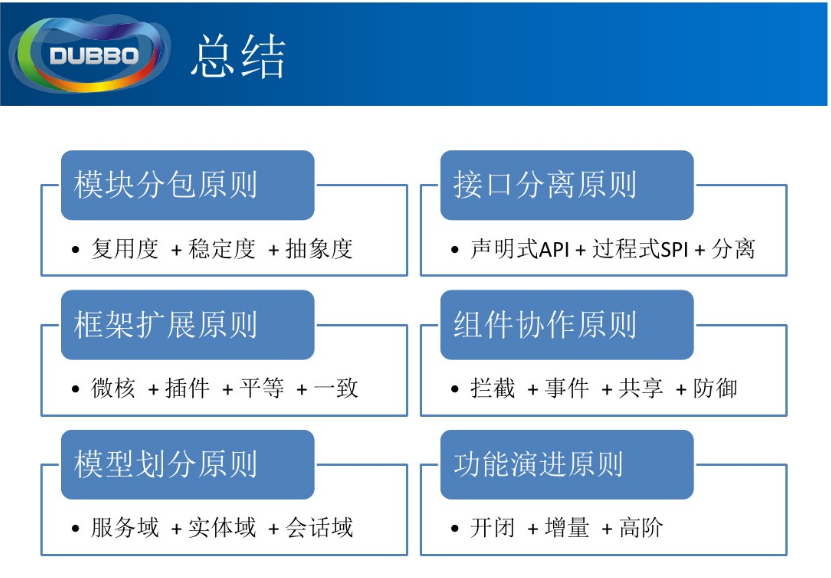 DUBBO
总结
模块分包原则
• 复用度 + 稳定度 + 抽象度
接口分离原则
• 声明式API + 过程式SPI + 分离
框架扩展原则
• 微核 + 插件 + 平等 + 一致
组件协作原则
• 拦截 + 事件 + 共享 + 防御
模型划分原则
• 服务域 + 实体域 + 会话域
功能演进原则
• 开闭 + 增量 + 高阶